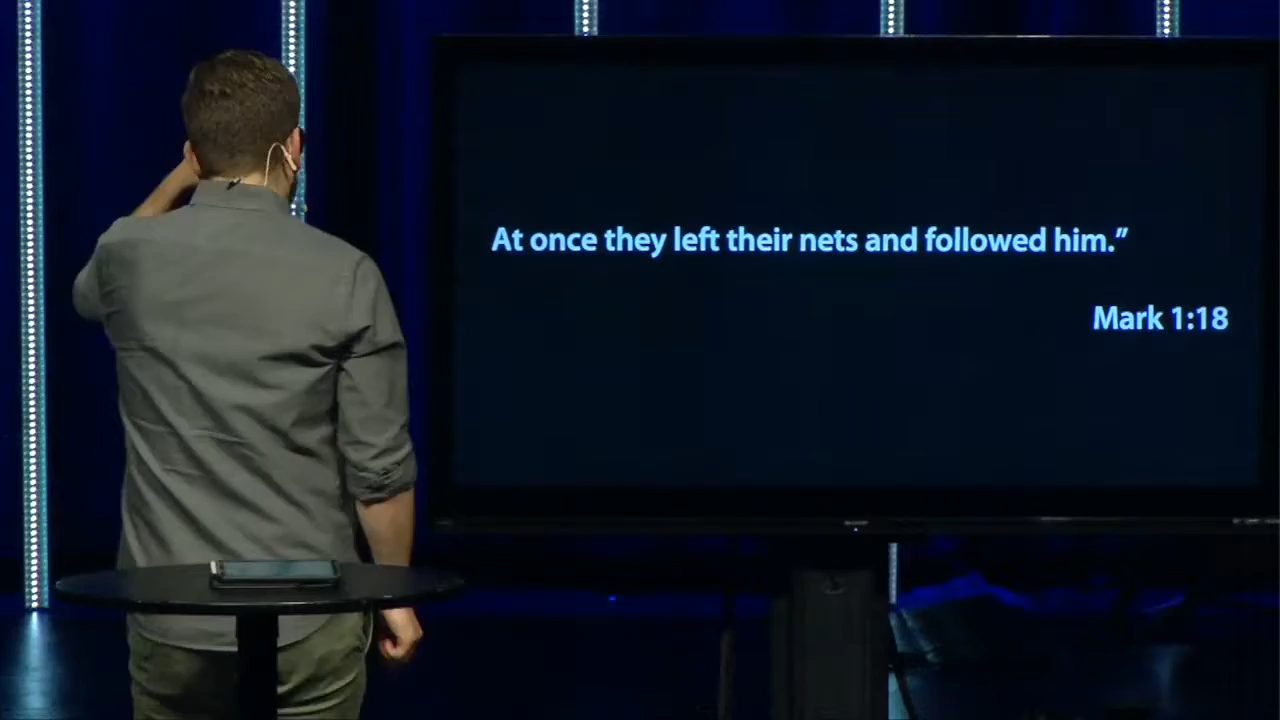 At once they left their nets and followed him.”
Mark 1:18